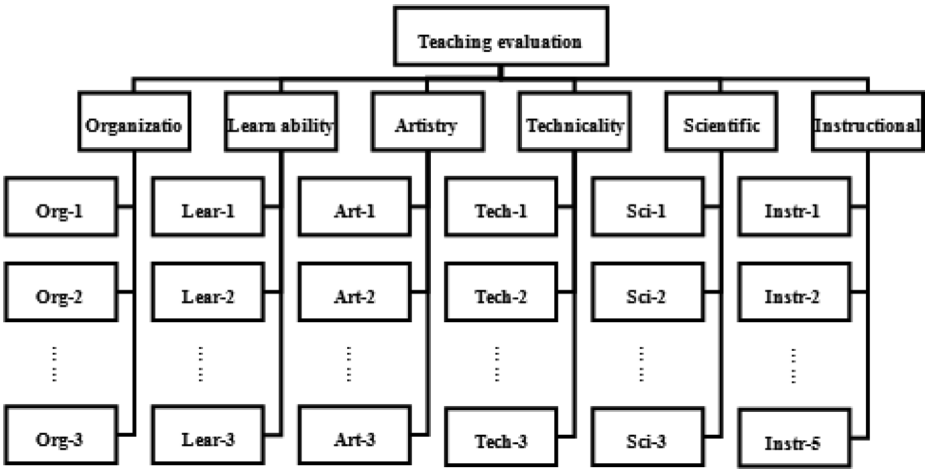 Teaching evaluation
Organizatio
Learn ability
Artistry
Technicality
Scientific
Instructional
Org-1
Lear-1
Art-1
Tech-1
Sci-1
Instr-1
Org-2
Lear-2
Art-2
Tech-2
Sci-2
Instr-2
Org-3
Lear-3
Art-3
Tech-3
Sci-3
Instr-5